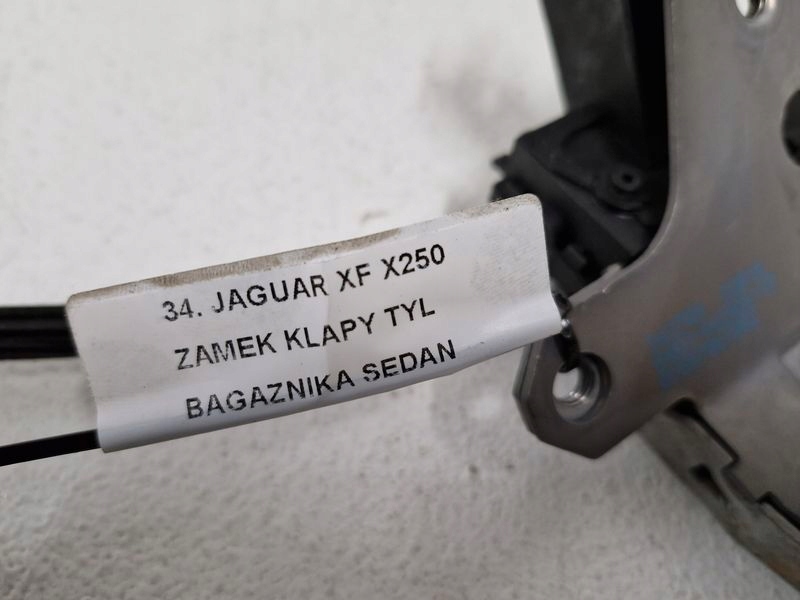 34. JAGUAR XF X250
ZAMEK KLAPY TYL
BAGAZNIKA SEDAN